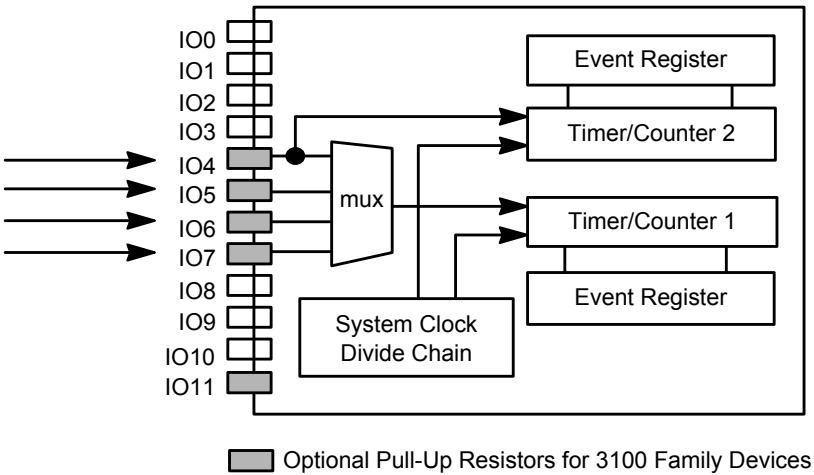 IO0
IO1
IO2
IO3
IO4
IO5
IO6
IO7
IO8
IO9
IO10
IO11
mux
Event Register
Timer/Counter 2
Timer/Counter 1
Event Register
System Clock
Divide Chain
Optional Pull-Up Resistors for 3100 Family Devices